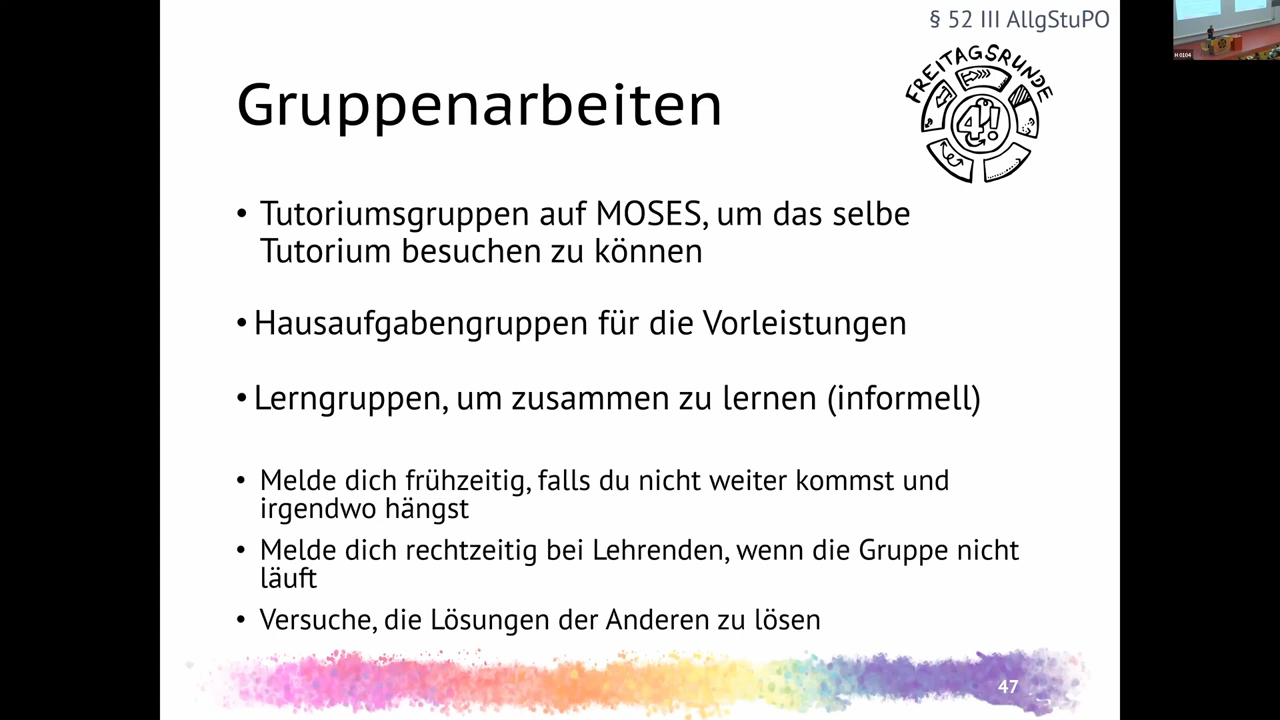 § 52 III AllgStuPO
H 0104
FREITAGSRUNDE
4!
Gruppenarbeiten
• Tutoriumsgruppen auf MOSES, um das selbe
Tutorium besuchen zu können
• Hausaufgabengruppen für die Vorleistungen
• Lerngruppen, um zusammen zu lernen (informell)
• Melde dich frühzeitig, falls du nicht weiter kommst und
irgendwo hängst
• Melde dich rechtzeitig bei Lehrenden, wenn die Gruppe nicht
läuft
• Versuche, die Lösungen der Anderen zu lösen
47